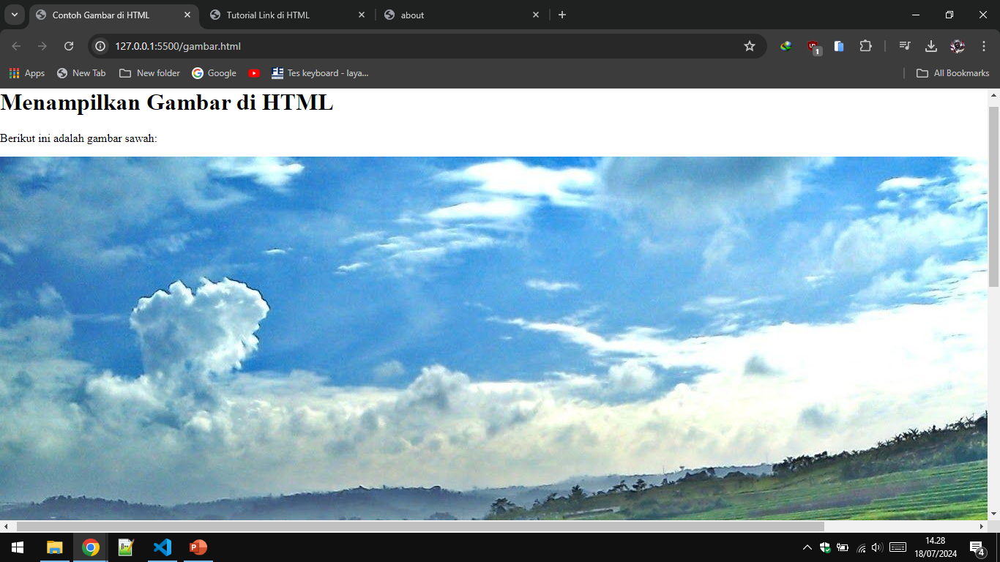 Contoh Gambar di HTML
Tutorial Link di HTML
about
127.0.0.1:5500/gambar.html
1
Apps
New Tab
New folder
Google
Tes keyboard - laya...
All Bookmarks
Menampilkan Gambar di HTML
Berikut ini adalah gambar sawah:
14.28
18/07/2024
4